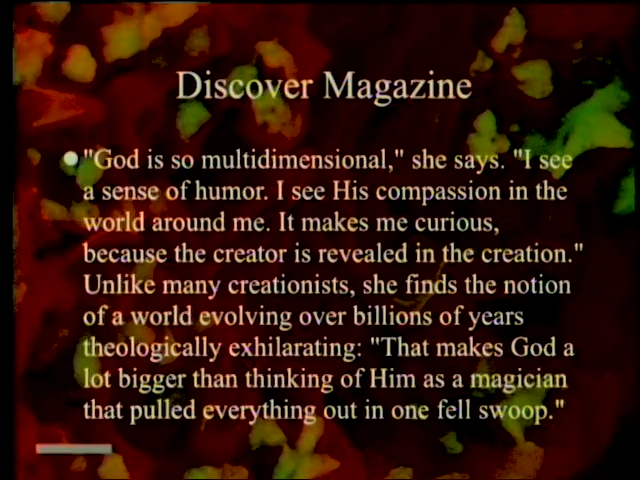 Discover Magazine
"God is so multidimensional," she says. "I see
a sense of humor. I see His compassion in the
world around me. It makes me curious,
because the creator is revealed in the creation."
Unlike many creationists, she finds the notion
of a world evolving over billions of years
theologically exhilarating: "That makes God a
lot bigger than thinking of Him as a magician
that pulled everything out in one fell swoop."